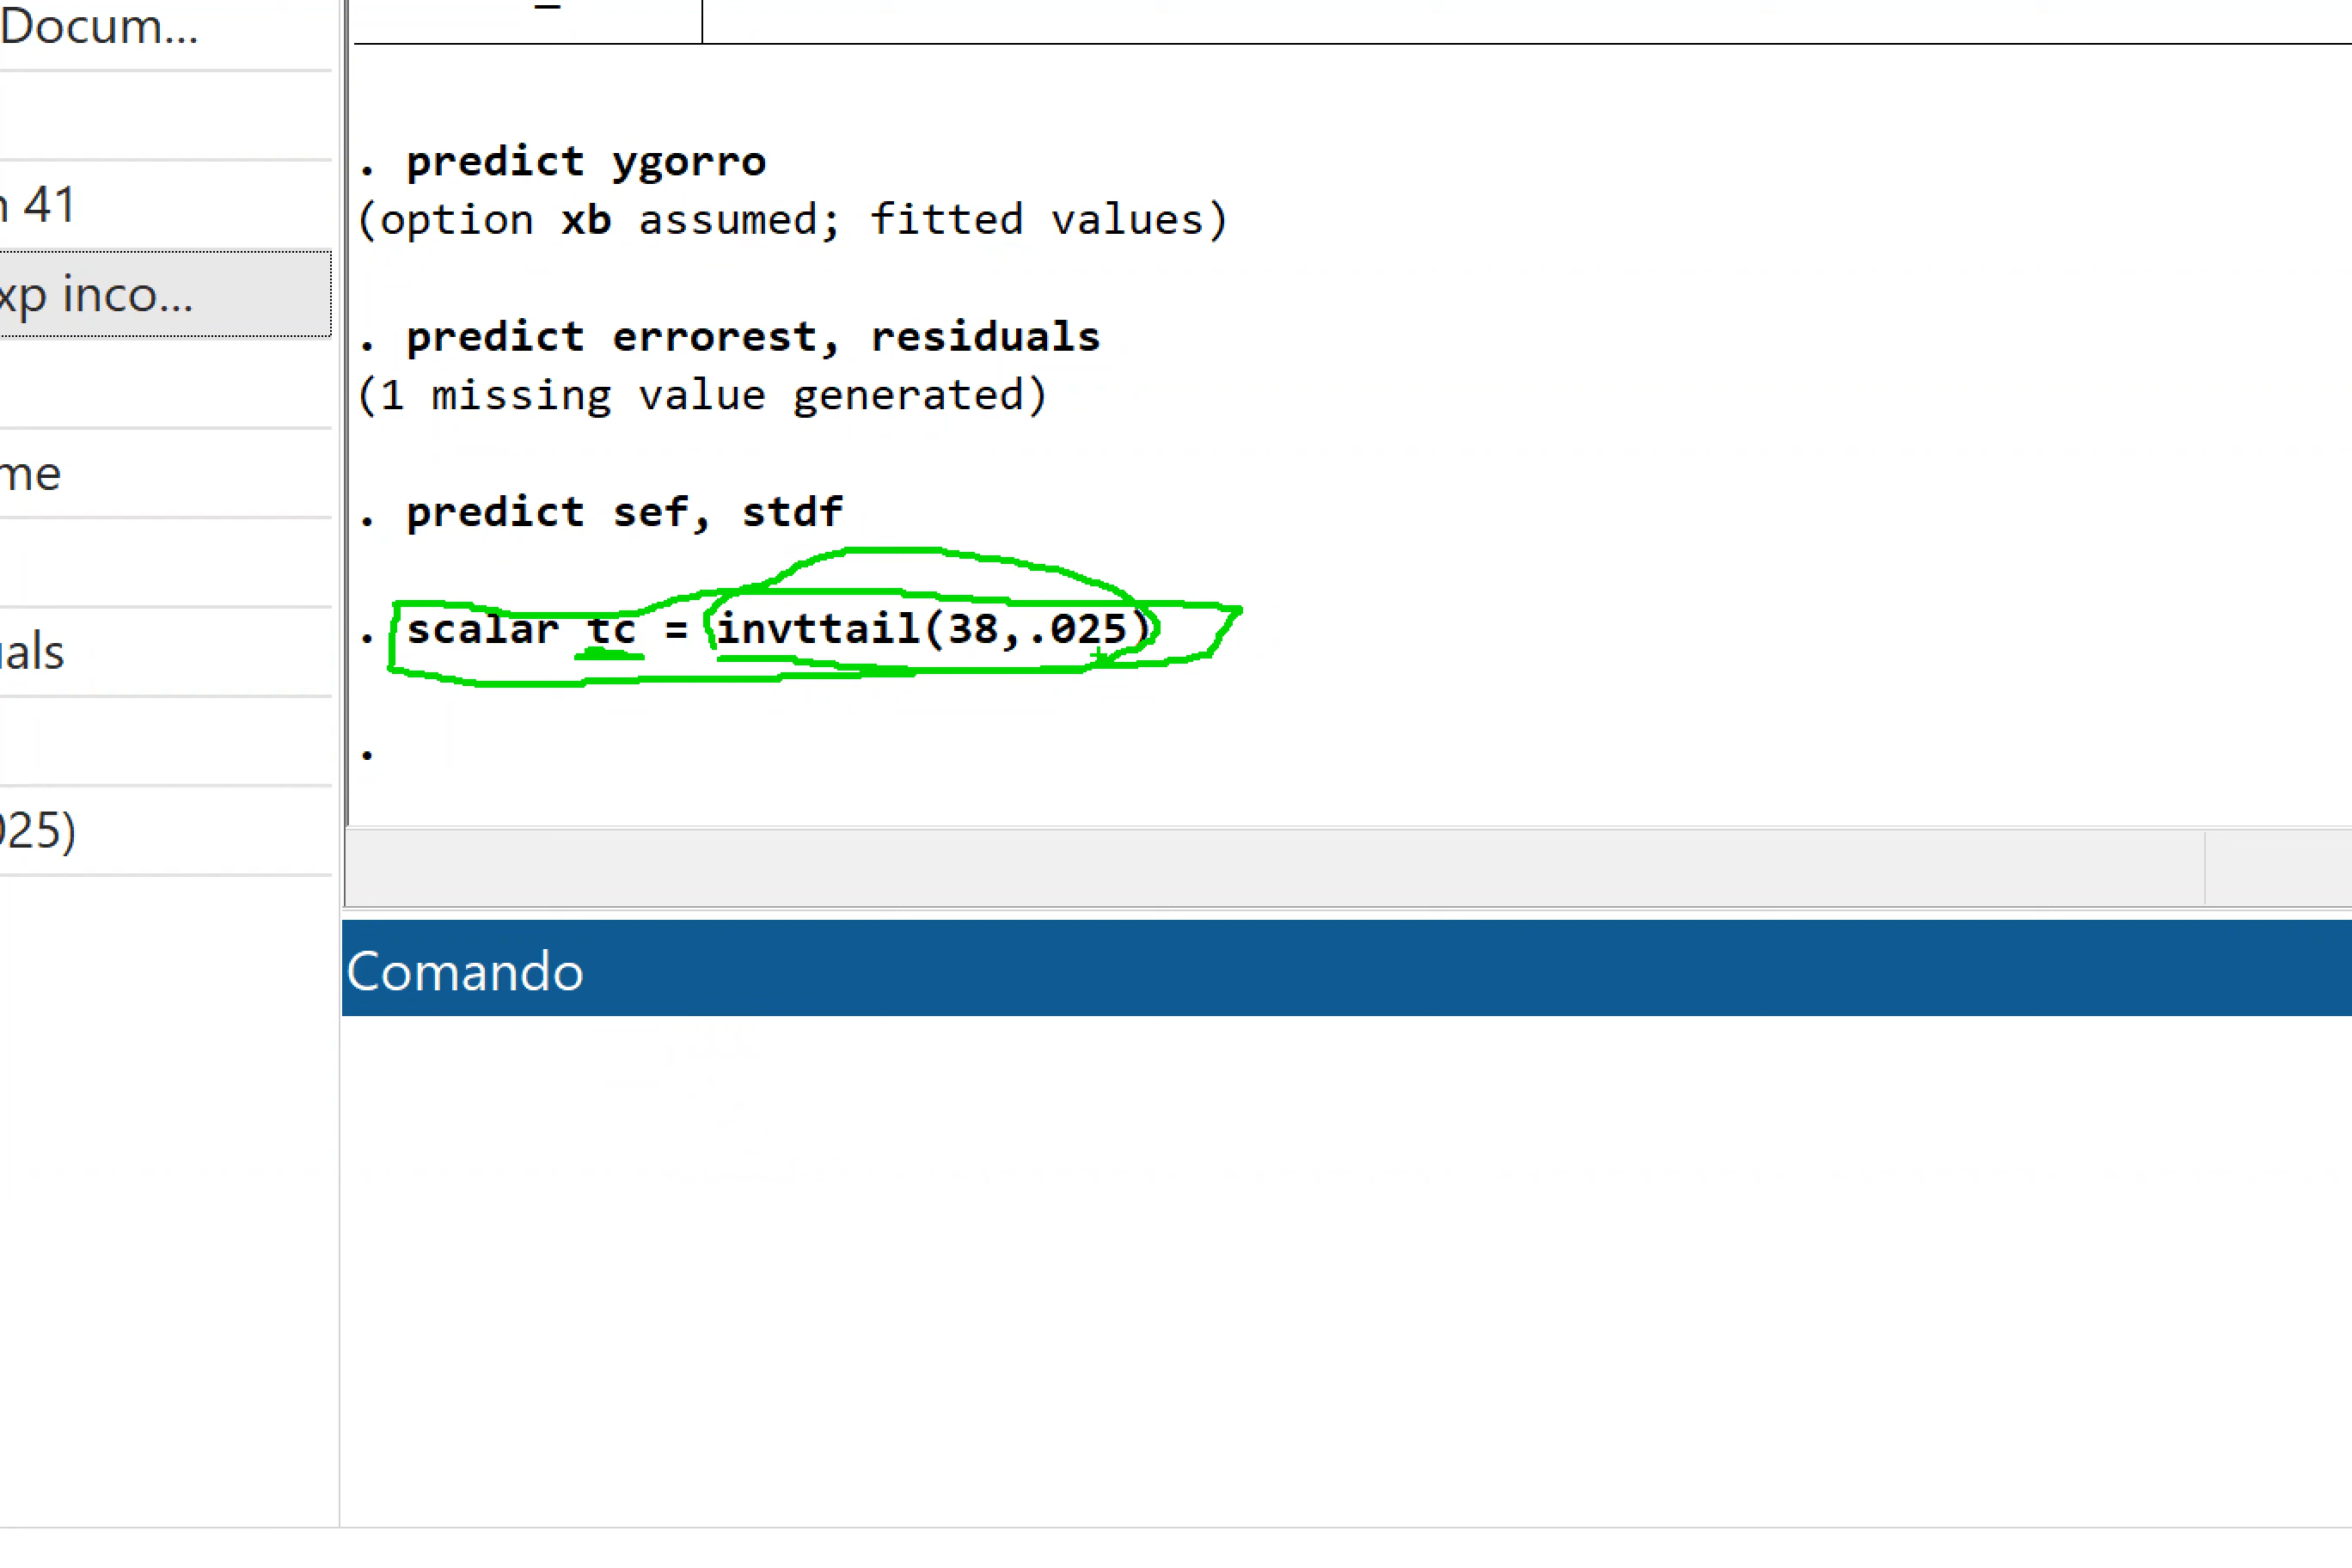 Docum...
41
xp inco...
me
als
025)
. predict ygorro
(option xb assumed; fitted values)
. predict errorest, residuals
(1 missing value generated)
. predict sef, stdf
. scalar tc = invttail(38,.025)
.
Comando